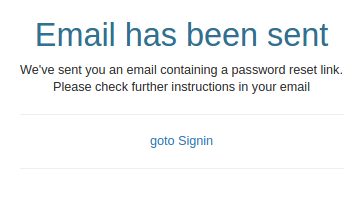 Email has been sent
We've sent you an email containing a password reset link.
Please check further instructions in your email
goto Signin